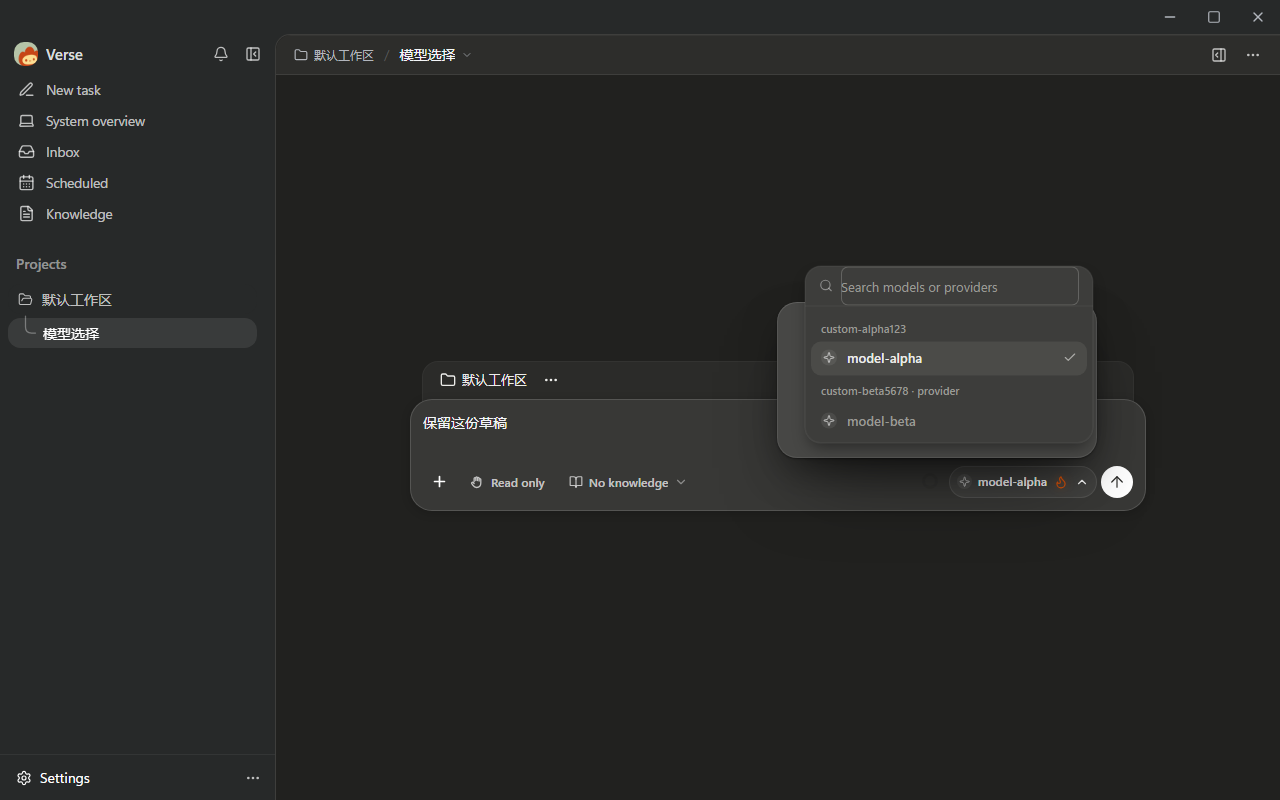 Verse
New task
System overview
Inbox
Scheduled
Knowledge
Projects
默认工作区
模型选择
默认工作区 / 模型选择
Search models or providers
custom-alpha123
model-alpha
custom-beta5678 · provider
model-beta
默认工作区
保留这份草稿
Read only
No knowledge
model-alpha
Settings